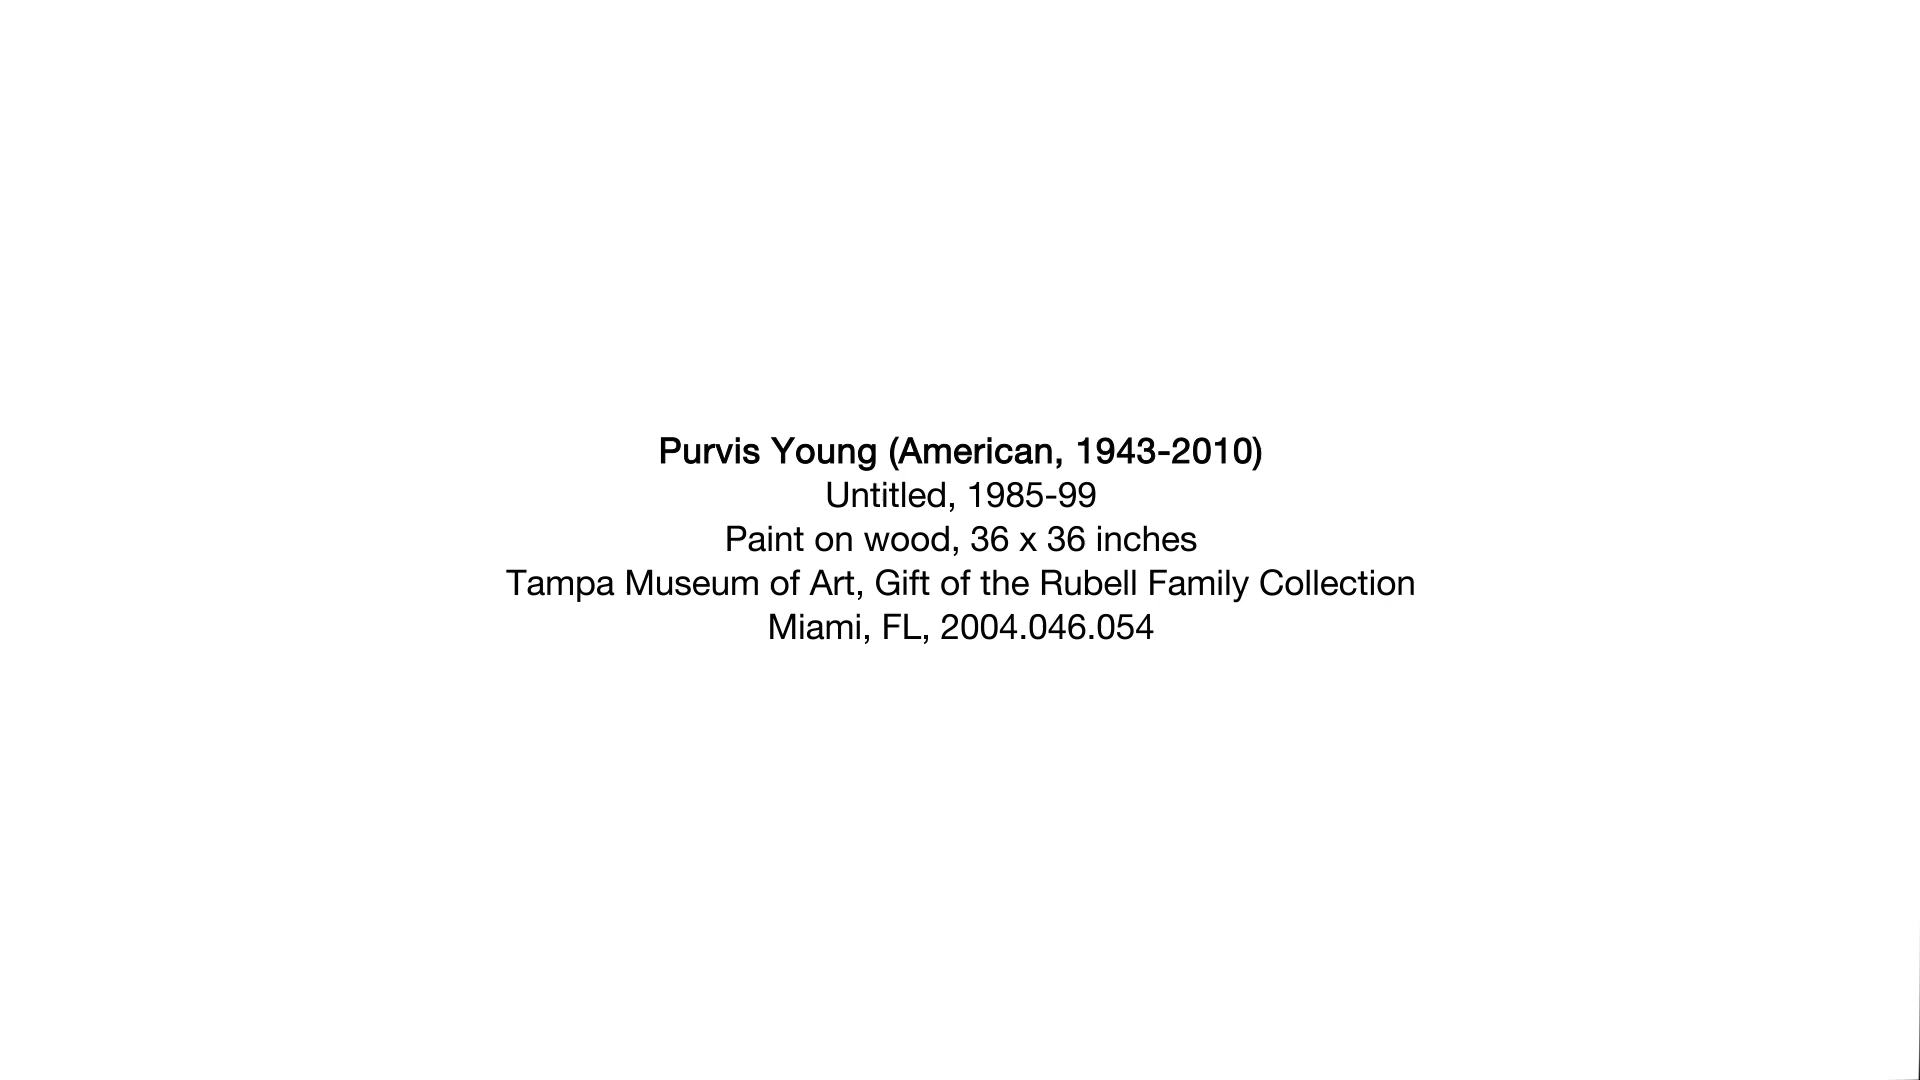 Purvis Young (American, 1943-2010)
Untitled, 1985-99
Paint on wood, 36 x 36 inches
Tampa Museum of Art, Gift of the Rubell Family Collection
Miami, FL, 2004.046.054